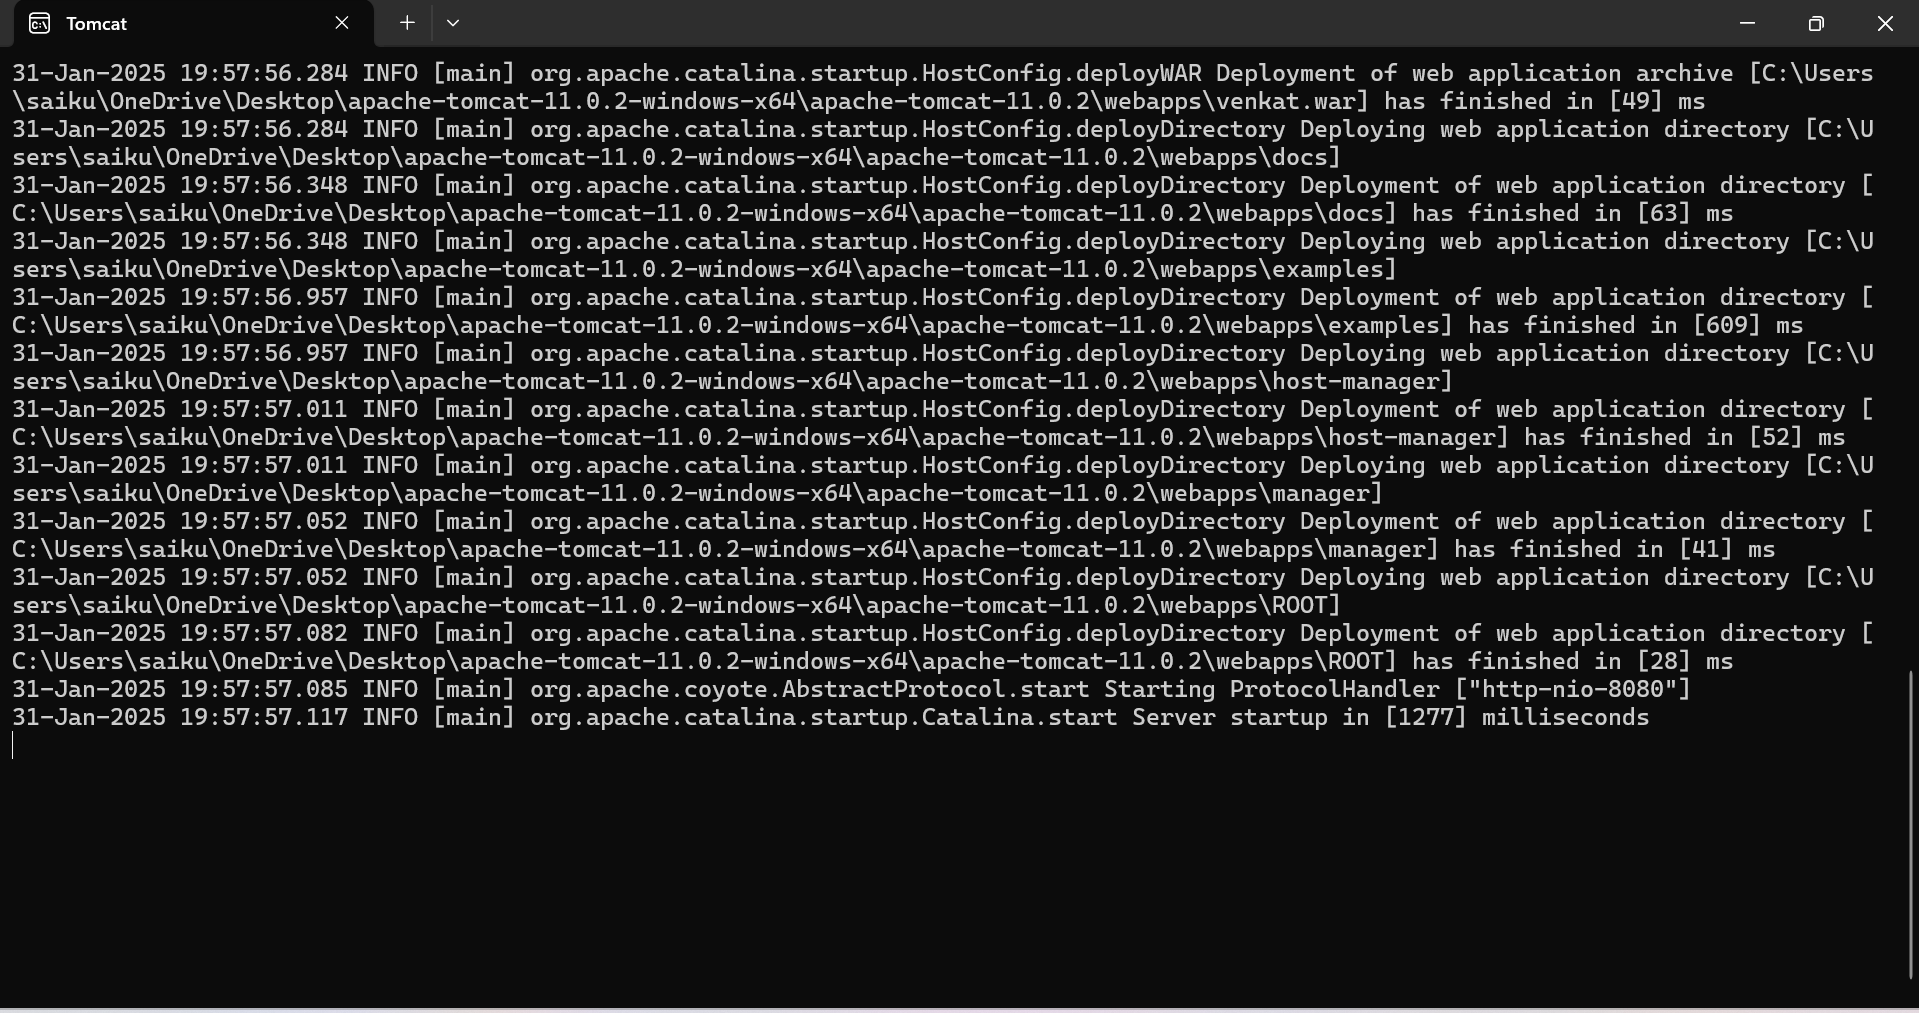 Tomcat
31-Jan-2025 19:57:56.284 INFO [main] org.apache.catalina.startup.HostConfig.deployWAR Deployment of web application archive [C:\Users
\saiku\OneDrive\Desktop\apache-tomcat-11.0.2-windows-x64\apache-tomcat-11.0.2\webapps\venkat.war] has finished in [49] ms
31-Jan-2025 19:57:56.284 INFO [main] org.apache.catalina.startup.HostConfig.deployDirectory Deploying web application directory [C:\U
sers\saiku\OneDrive\Desktop\apache-tomcat-11.0.2-windows-x64\apache-tomcat-11.0.2\webapps\docs]
31-Jan-2025 19:57:56.348 INFO [main] org.apache.catalina.startup.HostConfig.deployDirectory Deployment of web application directory [
C:\Users\saiku\OneDrive\Desktop\apache-tomcat-11.0.2-windows-x64\apache-tomcat-11.0.2\webapps\docs] has finished in [63] ms
31-Jan-2025 19:57:56.348 INFO [main] org.apache.catalina.startup.HostConfig.deployDirectory Deploying web application directory [C:\U
sers\saiku\OneDrive\Desktop\apache-tomcat-11.0.2-windows-x64\apache-tomcat-11.0.2\webapps\examples]
31-Jan-2025 19:57:56.957 INFO [main] org.apache.catalina.startup.HostConfig.deployDirectory Deployment of web application directory [
C:\Users\saiku\OneDrive\Desktop\apache-tomcat-11.0.2-windows-x64\apache-tomcat-11.0.2\webapps\examples] has finished in [609] ms
31-Jan-2025 19:57:56.957 INFO [main] org.apache.catalina.startup.HostConfig.deployDirectory Deploying web application directory [C:\U
sers\saiku\OneDrive\Desktop\apache-tomcat-11.0.2-windows-x64\apache-tomcat-11.0.2\webapps\host-manager]
31-Jan-2025 19:57:57.011 INFO [main] org.apache.catalina.startup.HostConfig.deployDirectory Deployment of web application directory [
C:\Users\saiku\OneDrive\Desktop\apache-tomcat-11.0.2-windows-x64\apache-tomcat-11.0.2\webapps\host-manager] has finished in [52] ms
31-Jan-2025 19:57:57.011 INFO [main] org.apache.catalina.startup.HostConfig.deployDirectory Deploying web application directory [C:\U
sers\saiku\OneDrive\Desktop\apache-tomcat-11.0.2-windows-x64\apache-tomcat-11.0.2\webapps\manager]
31-Jan-2025 19:57:57.052 INFO [main] org.apache.catalina.startup.HostConfig.deployDirectory Deployment of web application directory [
C:\Users\saiku\OneDrive\Desktop\apache-tomcat-11.0.2-windows-x64\apache-tomcat-11.0.2\webapps\manager] has finished in [41] ms
31-Jan-2025 19:57:57.052 INFO [main] org.apache.catalina.startup.HostConfig.deployDirectory Deploying web application directory [C:\U
sers\saiku\OneDrive\Desktop\apache-tomcat-11.0.2-windows-x64\apache-tomcat-11.0.2\webapps\ROOT]
31-Jan-2025 19:57:57.082 INFO [main] org.apache.catalina.startup.HostConfig.deployDirectory Deployment of web application directory [
C:\Users\saiku\OneDrive\Desktop\apache-tomcat-11.0.2-windows-x64\apache-tomcat-11.0.2\webapps\ROOT] has finished in [28] ms
31-Jan-2025 19:57:57.085 INFO [main] org.apache.coyote.AbstractProtocol.start Starting ProtocolHandler ["http-nio-8080"]
31-Jan-2025 19:57:57.117 INFO [main] org.apache.catalina.startup.Catalina.start Server startup in [1277] milliseconds